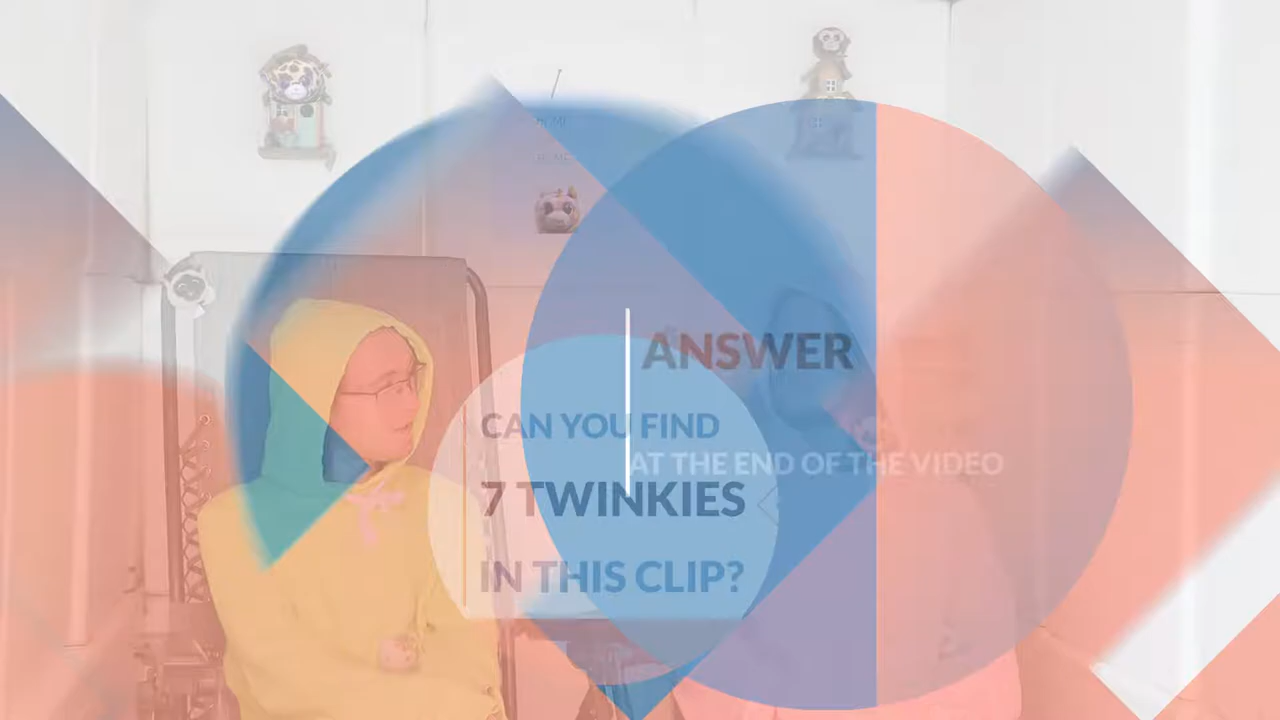 ANSWER
CAN YOU FIND
AT THE END OF THE VIDEO
7 TWINKIES
IN THIS CLIP?